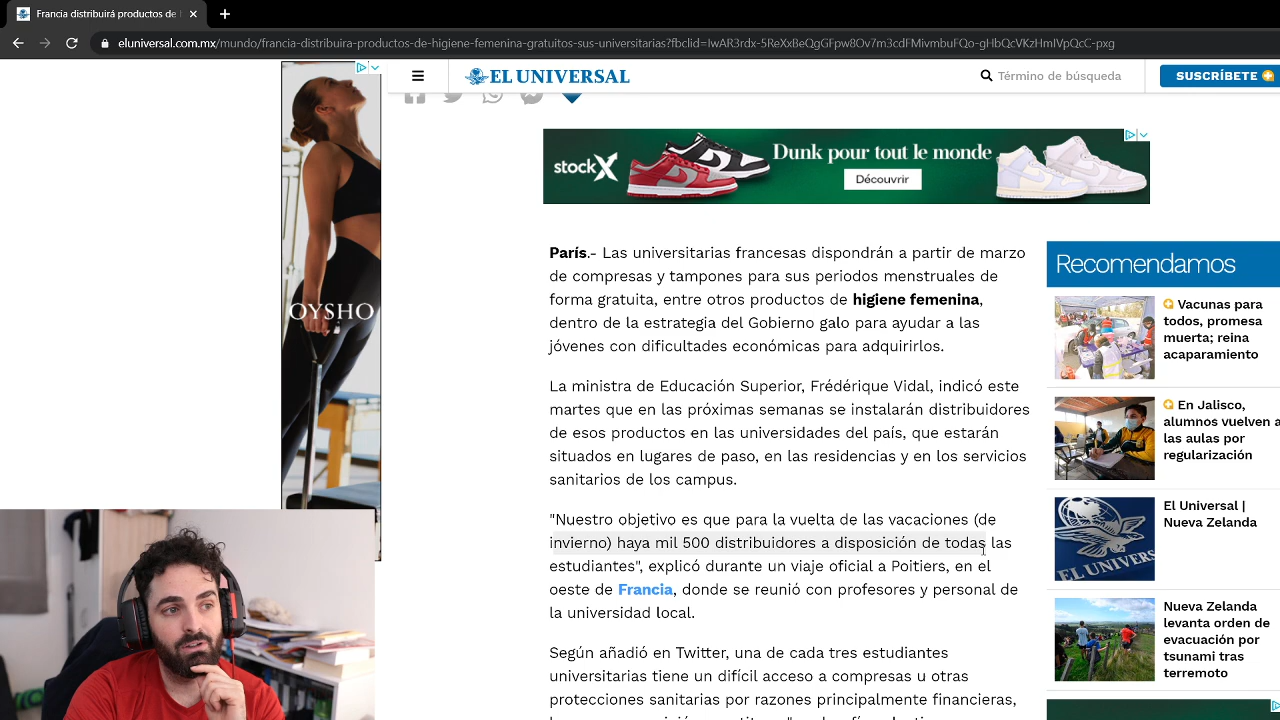 Francia distribuirá productos de
eluniversal.com.mx/mundo/francia-distribuira-productos-de-higiene-femenina-gratuitos-sus-universitarias?fbclid=IwAR3rdx-5ReXxBeQgGFpw8Ov7m3cdFMivmbuFQo-gHbQcVKzHmIVpQcC-pxg
EL UNIVERSAL
Término de búsqueda
SUSCRÍBETE
OYSHO
stockX
Dunk pour tout le monde
Découvrir
París.- Las universitarias francesas dispondrán a partir de marzo
de compresas y tampones para sus periodos menstruales de
forma gratuita, entre otros productos de higiene femenina,
dentro de la estrategia del Gobierno galo para ayudar a las
jóvenes con dificultades económicas para adquirirlos.
La ministra de Educación Superior, Frédérique Vidal, indicó este
martes que en las próximas semanas se instalarán distribuidores
de esos productos en las universidades del país, que estarán
situados en lugares de paso, en las residencias y en los servicios
sanitarios de los campus.
"Nuestro objetivo es que para la vuelta de las vacaciones (de
invierno) haya mil 500 distribuidores a disposición de todas las
estudiantes", explicó durante un viaje oficial a Poitiers, en el
oeste de Francia, donde se reunió con profesores y personal de
la universidad local.
Según añadió en Twitter, una de cada tres estudiantes
universitarias tiene un difícil acceso a compresas u otras
protecciones sanitarias por razones principalmente financieras,
Recomendamos
Vacunas para
todos, promesa
muerta; reina
acaparamiento
En Jalisco,
alumnos vuelven a
las aulas por
regularización
El Universal |
Nueva Zelanda
EL UNIVERS
Nueva Zelanda
levanta orden de
evacuación por
tsunami tras
terremoto